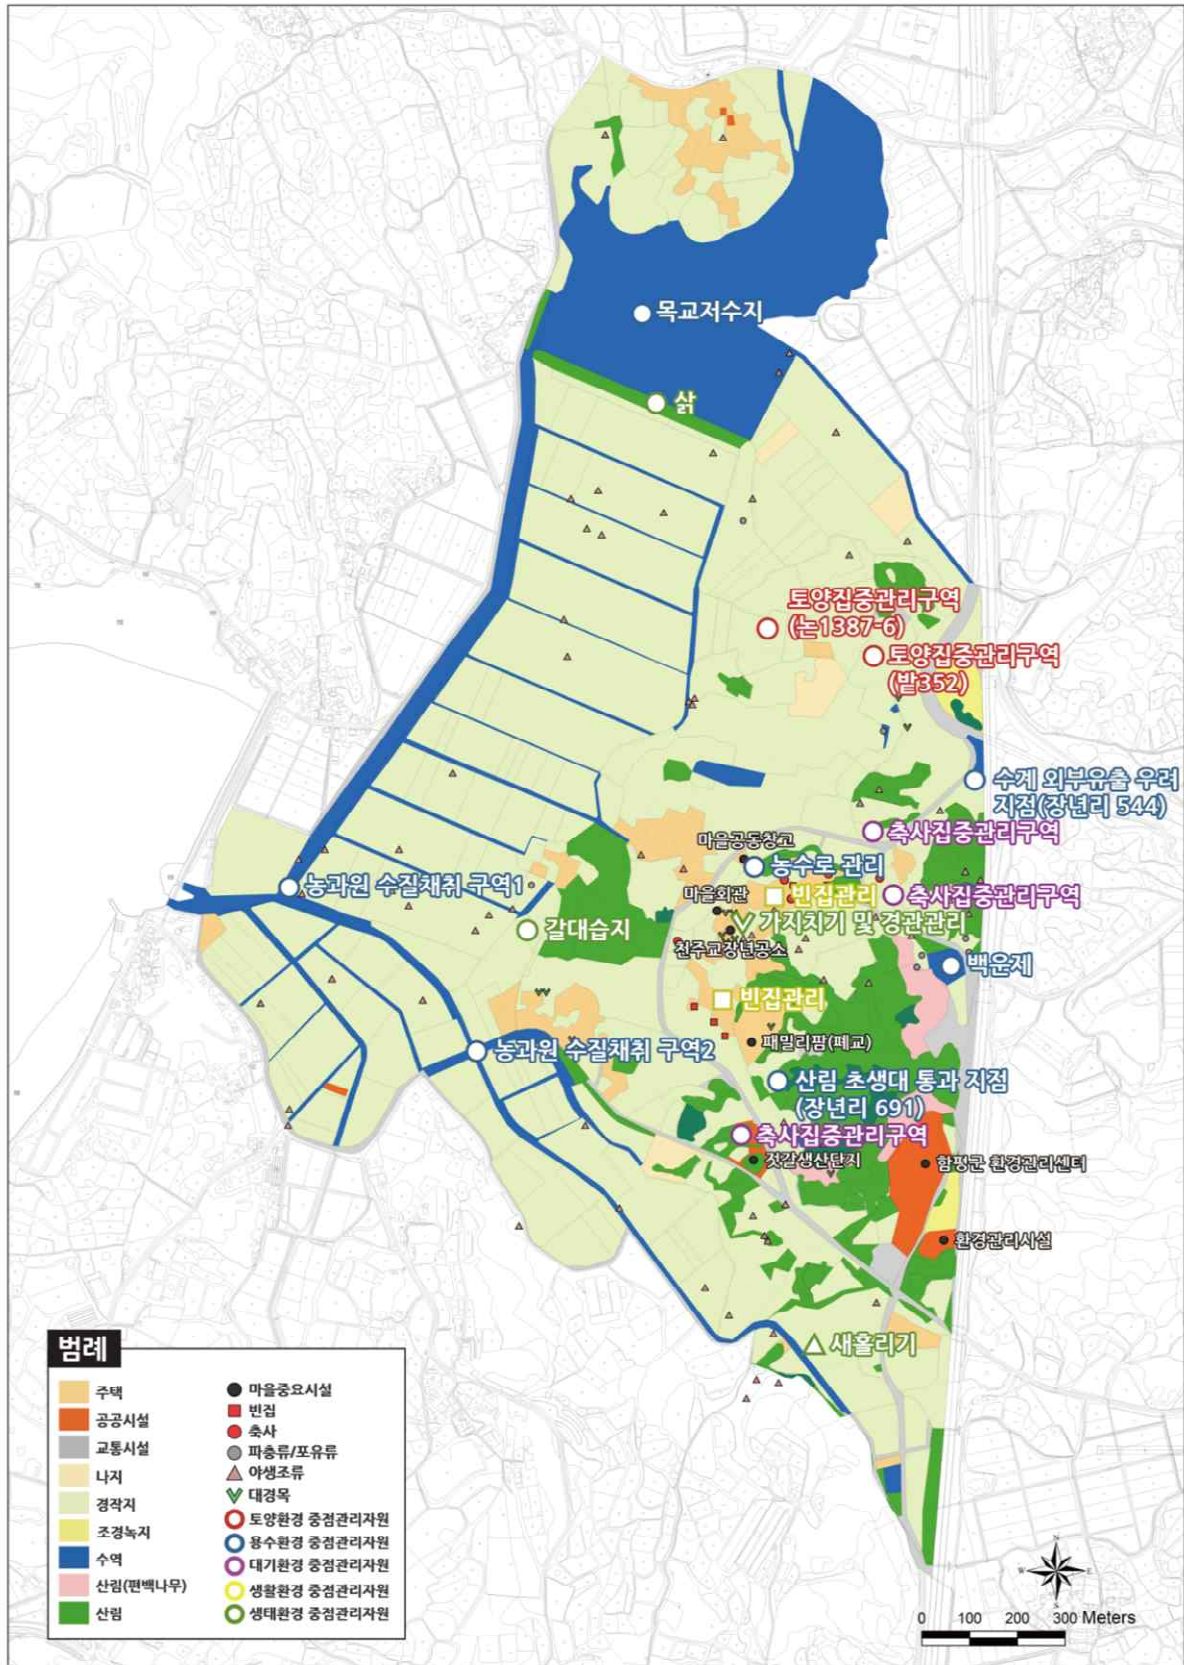 목교저수지
삵
토양집중관리구역
(논1387-6)
토양집중관리구역
(밭352)
수계 외부유출 우려
지점(장년리 544)
축사집중관리구역
마을공동창고
농수로 관리
농과원 수질채취 구역1
마을회관
빈집관리
축사집중관리구역
갈대습지
가지치기 및 경관관리
천주교장년공소
백운제
빈집관리
농과원 수질채취 구역2
패밀리팜(폐교)
산림 초생대 통과 지점
(장년리 691)
축사집중관리구역
젓갈생산단지
함평군 환경관리센터
환경관리시설
새홀리기
범례
주택
공공시설
교통시설
나지
경작지
조경녹지
수역
산림(편백나무)
산림
마을중요시설
빈집
축사
파충류/포유류
야생조류
대경목
토양환경 중점관리자원
용수환경 중점관리자원
대기환경 중점관리자원
생활환경 중점관리자원
생태환경 중점관리자원
N
W E
S
0 100 200 300 Meters